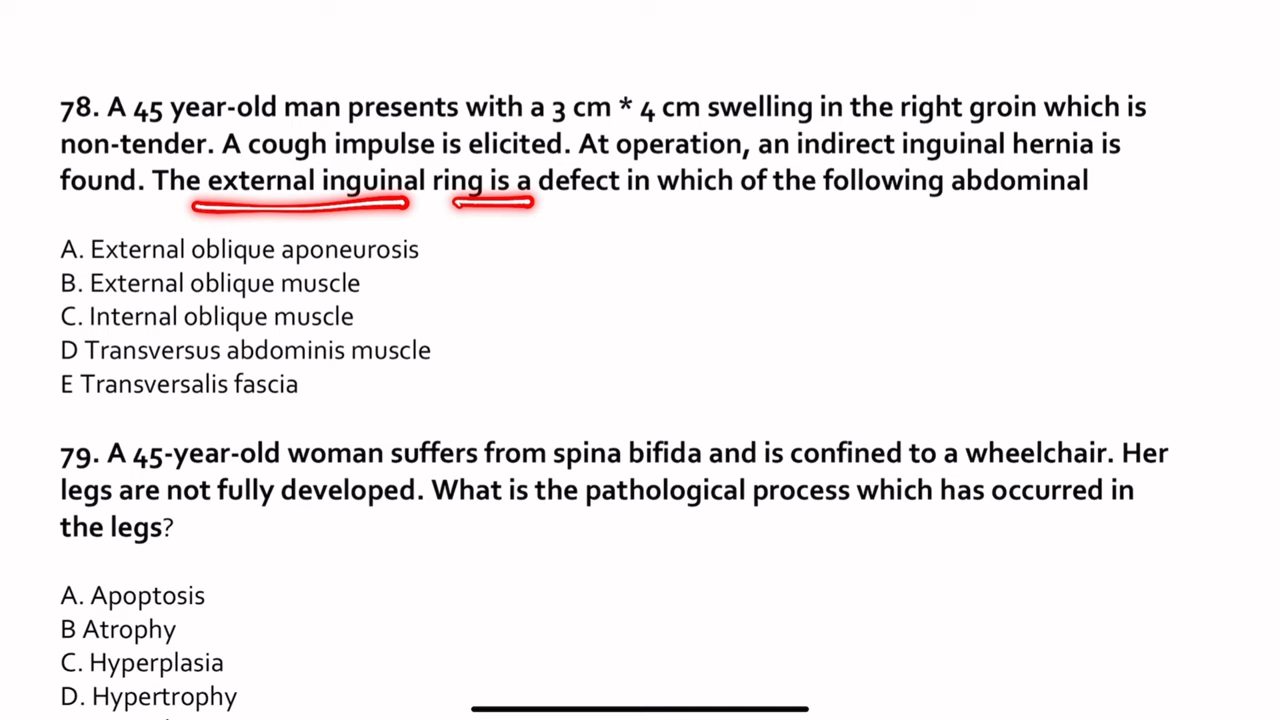 78. A 45 year-old man presents with a 3 cm * 4 cm swelling in the right groin which is
non-tender. A cough impulse is elicited. At operation, an indirect inguinal hernia is
found. The external inguinal ring is a defect in which of the following abdominal
A. External oblique aponeurosis
B. External oblique muscle
C. Internal oblique muscle
D Transversus abdominis muscle
E Transversalis fascia
79. A 45-year-old woman suffers from spina bifida and is confined to a wheelchair. Her
legs are not fully developed. What is the pathological process which has occurred in
the legs?
A. Apoptosis
B Atrophy
C. Hyperplasia
D. Hypertrophy